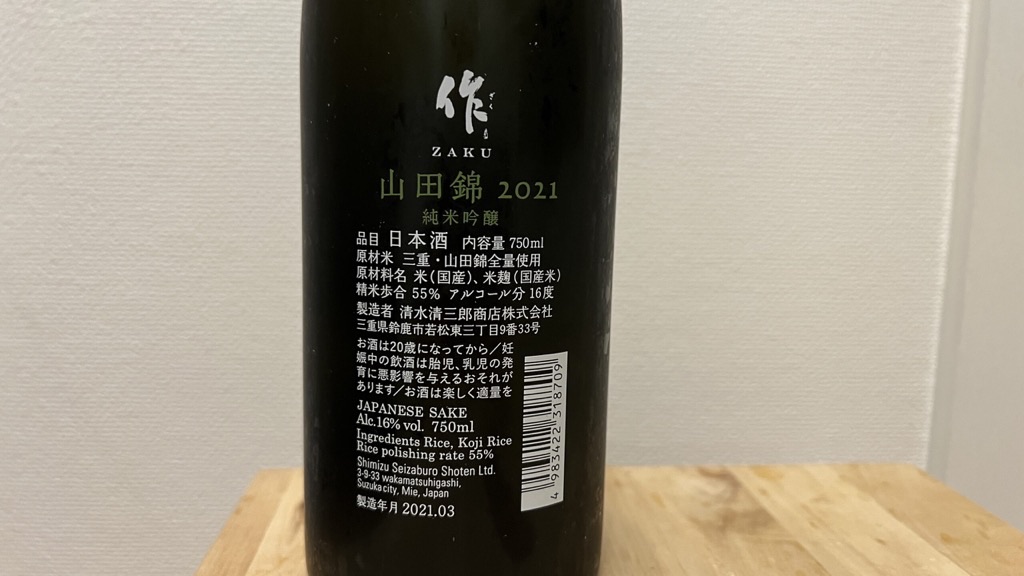 作
ざく
ZAKU
山田錦 2021
純米吟醸
品目 日本酒 内容量 750ml
原材米 三重・山田錦全量使用
原材料名 米(国産)、米麹(国産米)
精米歩合 55% アルコール分 16度
製造者 清水清三郎商店株式会社
三重県鈴鹿市若松東三丁目9番33号
お酒は20歳になってから/妊
娠中の飲酒は胎児、乳児の発
育に悪影響を与えるおそれが
あります/お酒は楽しく適量を
JAPANESE SAKE
Alc.16% vol. 750ml
Ingredients Rice, Koji Rice
Rice polishing rate 55%
Shimizu Seizaburo Shoten Ltd.
3-9-33 wakamatsuhigashi,
Suzuka city, Mie, Japan
製造年月 2021.03
4 983422 318709